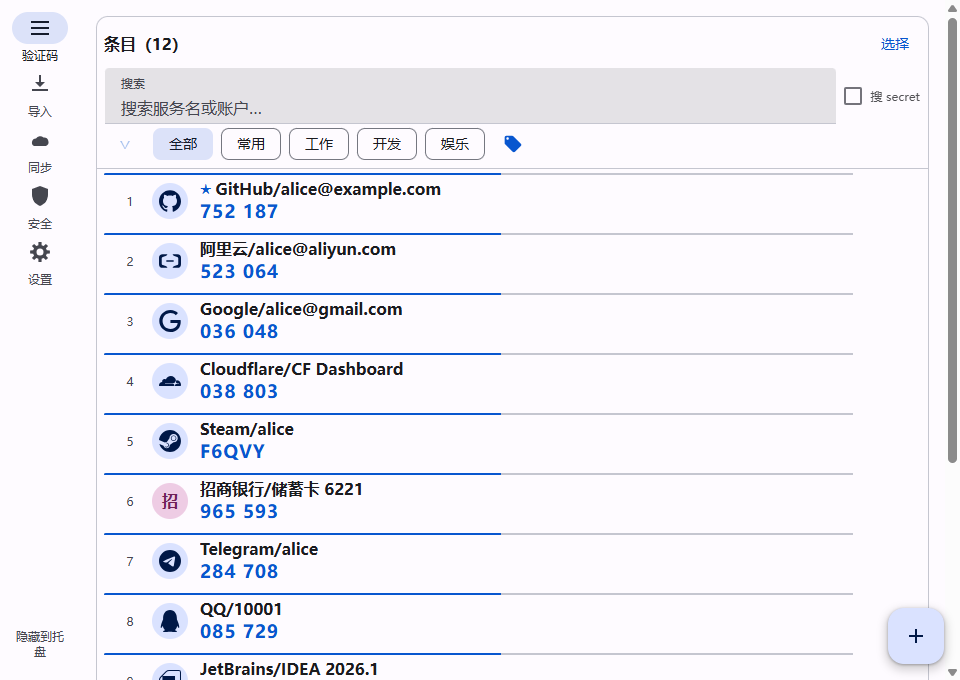 验证码
导入
同步
安全
设置
隐藏到托
盘
条目（12）
选择
搜索
搜索服务名或账户...
搜 secret
全部
常用
工作
开发
娱乐
1
★ GitHub/alice@example.com
752 187
2
阿里云/alice@aliyun.com
523 064
3
Google/alice@gmail.com
036 048
4
Cloudflare/CF Dashboard
038 803
5
Steam/alice
F6QVY
6
招
招商银行/储蓄卡 6221
965 593
7
Telegram/alice
284 708
8
QQ/10001
085 729
JetBrains/IDEA 2026.1